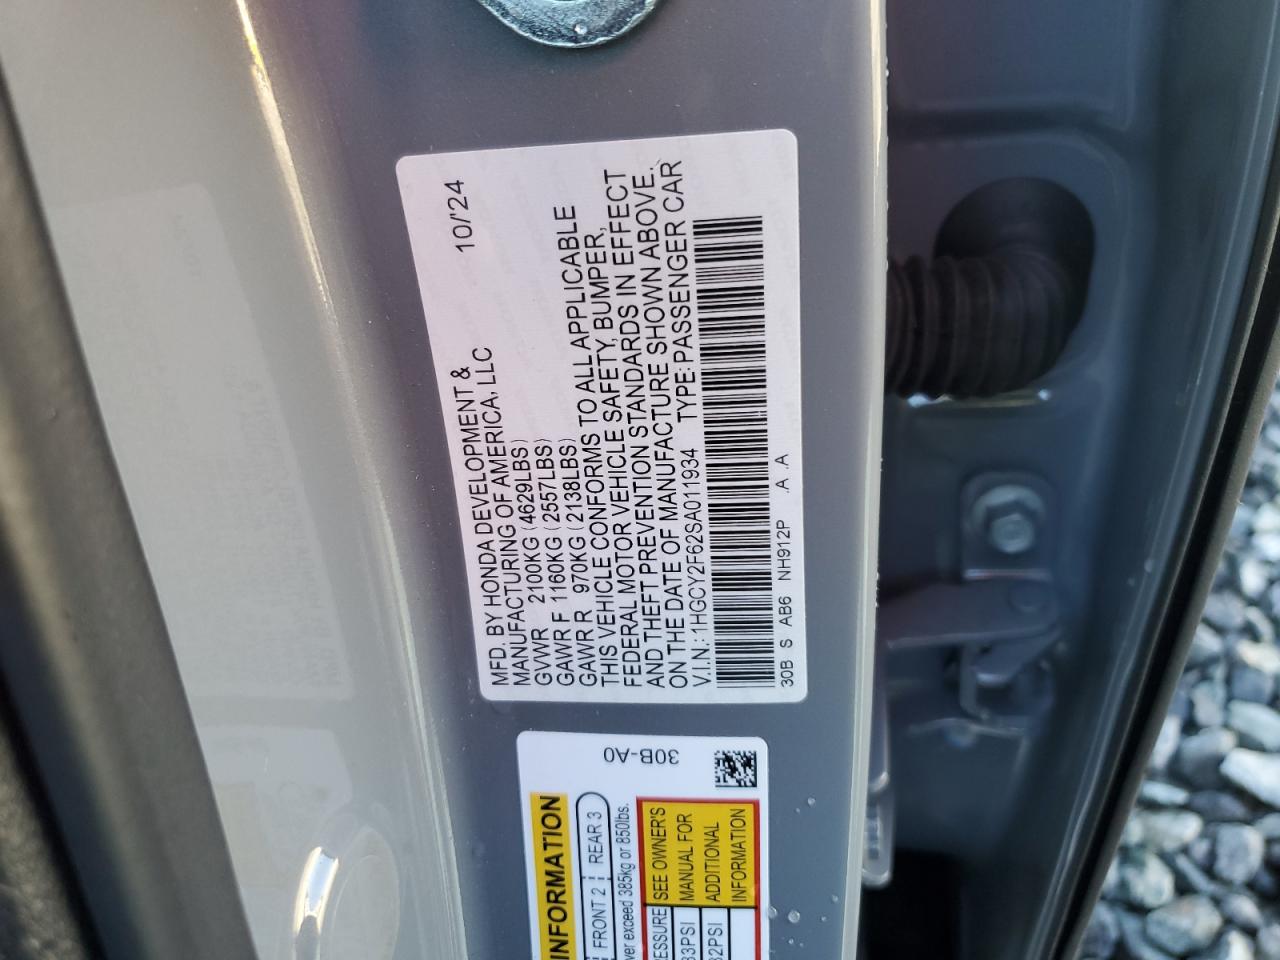 MFD. BY HONDA DEVELOPMENT & 10/'24
MANUFACTURING OF AMERICA, LLC
GVWR 2100KG (4629LBS)
GAWR F 1160KG (2557LBS)
GAWR R 970KG (2138LBS)
THIS VEHICLE CONFORMS TO ALL APPLICABLE
FEDERAL MOTOR VEHICLE SAFETY, BUMPER,
AND THEFT PREVENTION STANDARDS IN EFFECT
ON THE DATE OF MANUFACTURE SHOWN ABOVE.
V.I.N.: 1HGCY2F62SA011934 TYPE: PASSENGER CAR
30B S AB6 NH912P .A .A
30B-A0
INFORMATION
FRONT 2 REAR 3
exceed 385kg or 850lbs.
SEE OWNER'S
MANUAL FOR
ADDITIONAL
INFORMATION